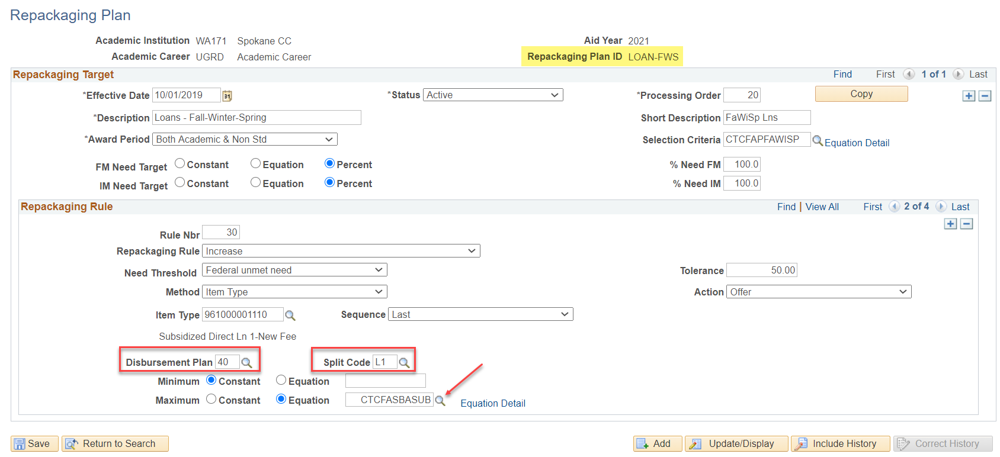 Repackaging Plan
Academic Institution WA171 Spokane CC Aid Year 2021
Academic Career UGRD Academic Career Repackaging Plan ID LOAN-FWS
Repackaging Target Find First 1 of 1 Last
*Effective Date 10/01/2019 31 *Status Active *Processing Order 20 Copy
*Description Loans - Fall-Winter-Spring Short Description FaWiSp Lns
*Award Period Both Academic & Non Std Selection Criteria CTCFAPFAWISP Equation Detail
FM Need Target Constant Equation Percent % Need FM 100.0
IM Need Target Constant Equation Percent % Need IM 100.0
Repackaging Rule Find | View All First 2 of 4 Last
Rule Nbr 30
Repackaging Rule Increase
Need Threshold Federal unmet need Tolerance 50.00
Method Item Type Action Offer
Item Type 961000001110 Sequence Last
Subsidized Direct Ln 1-New Fee
Disbursement Plan 40 Split Code L1
Minimum Constant Equation
Maximum Constant Equation CTCFASBASUB Equation Detail
Save Return to Search Add Update/Display Include History Correct History